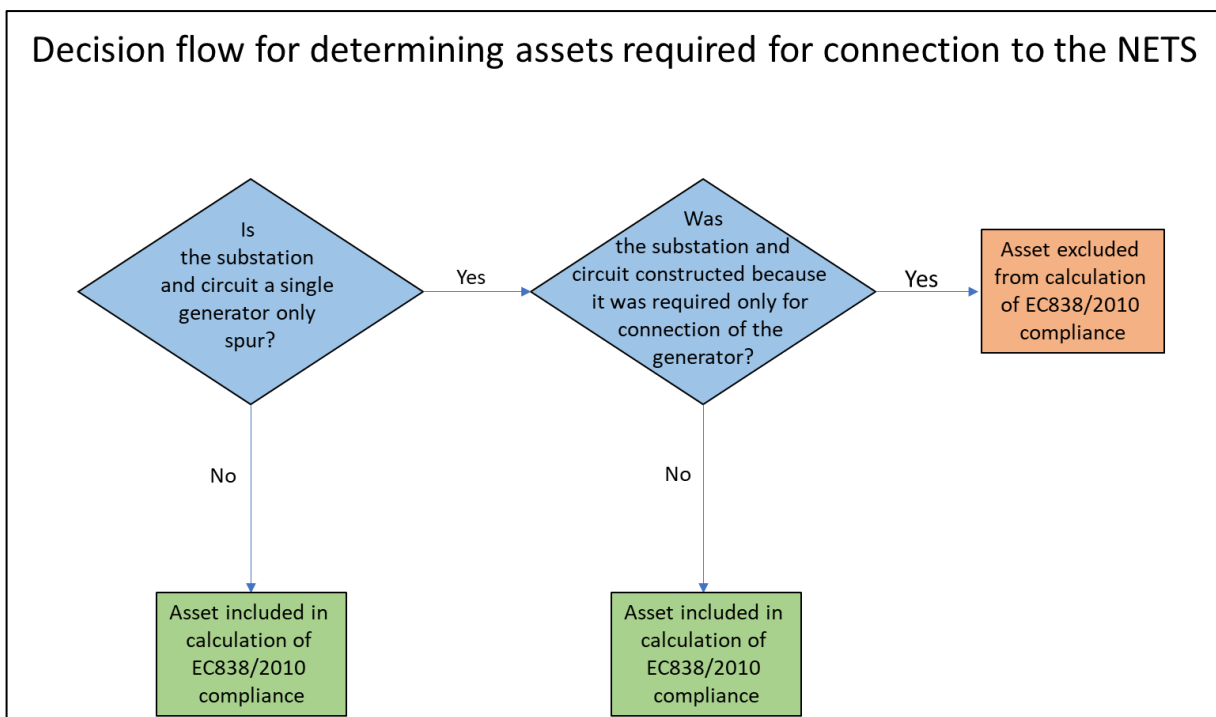 Decision flow for determining assets required for connection to the NETS
Is
the substation
and circuit a single
generator only
spur?
Yes
Was
the substation and
circuit constructed because
it was required only for
connection of the
generator?
Yes
Asset excluded
from calculation
of EC838/2010
compliance
No
No
Asset included in
calculation of
EC838/2010
compliance
Asset included in
calculation of
EC838/2010
compliance